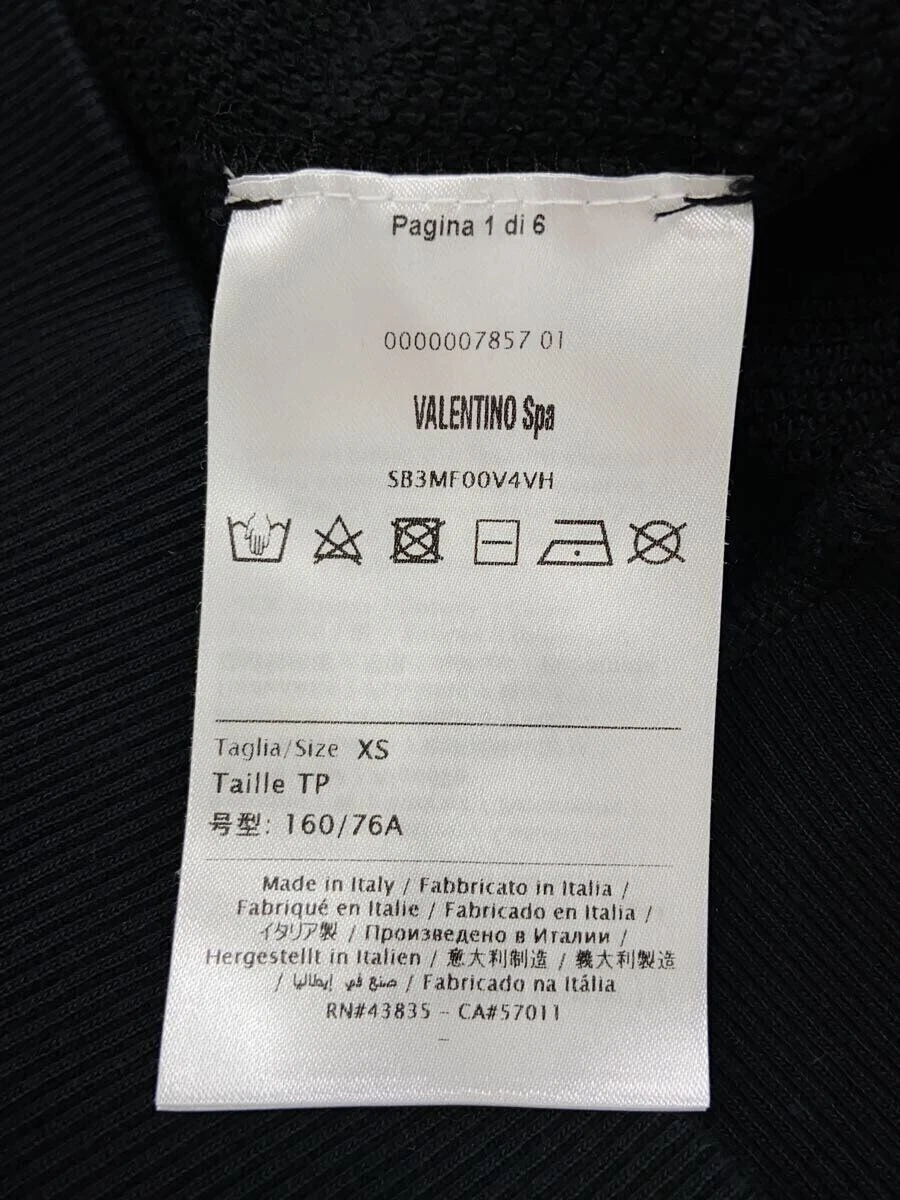 Pagina 1 di 6
0000007857 01
VALENTINO Spa
SB3MF00V4VH
Taglia/Size XS
Taille TP
号型: 160/76A
Made in Italy / Fabbricato in Italia /
Fabriqué en Italie / Fabricado en Italia /
イタリア製 / Произведено в Италии /
Hergestellt in Italien / 意大利制造 / 義大利製造
/ صنع في إيطاليا / Fabricado na Itália
RN#43835 - CA#57011
-